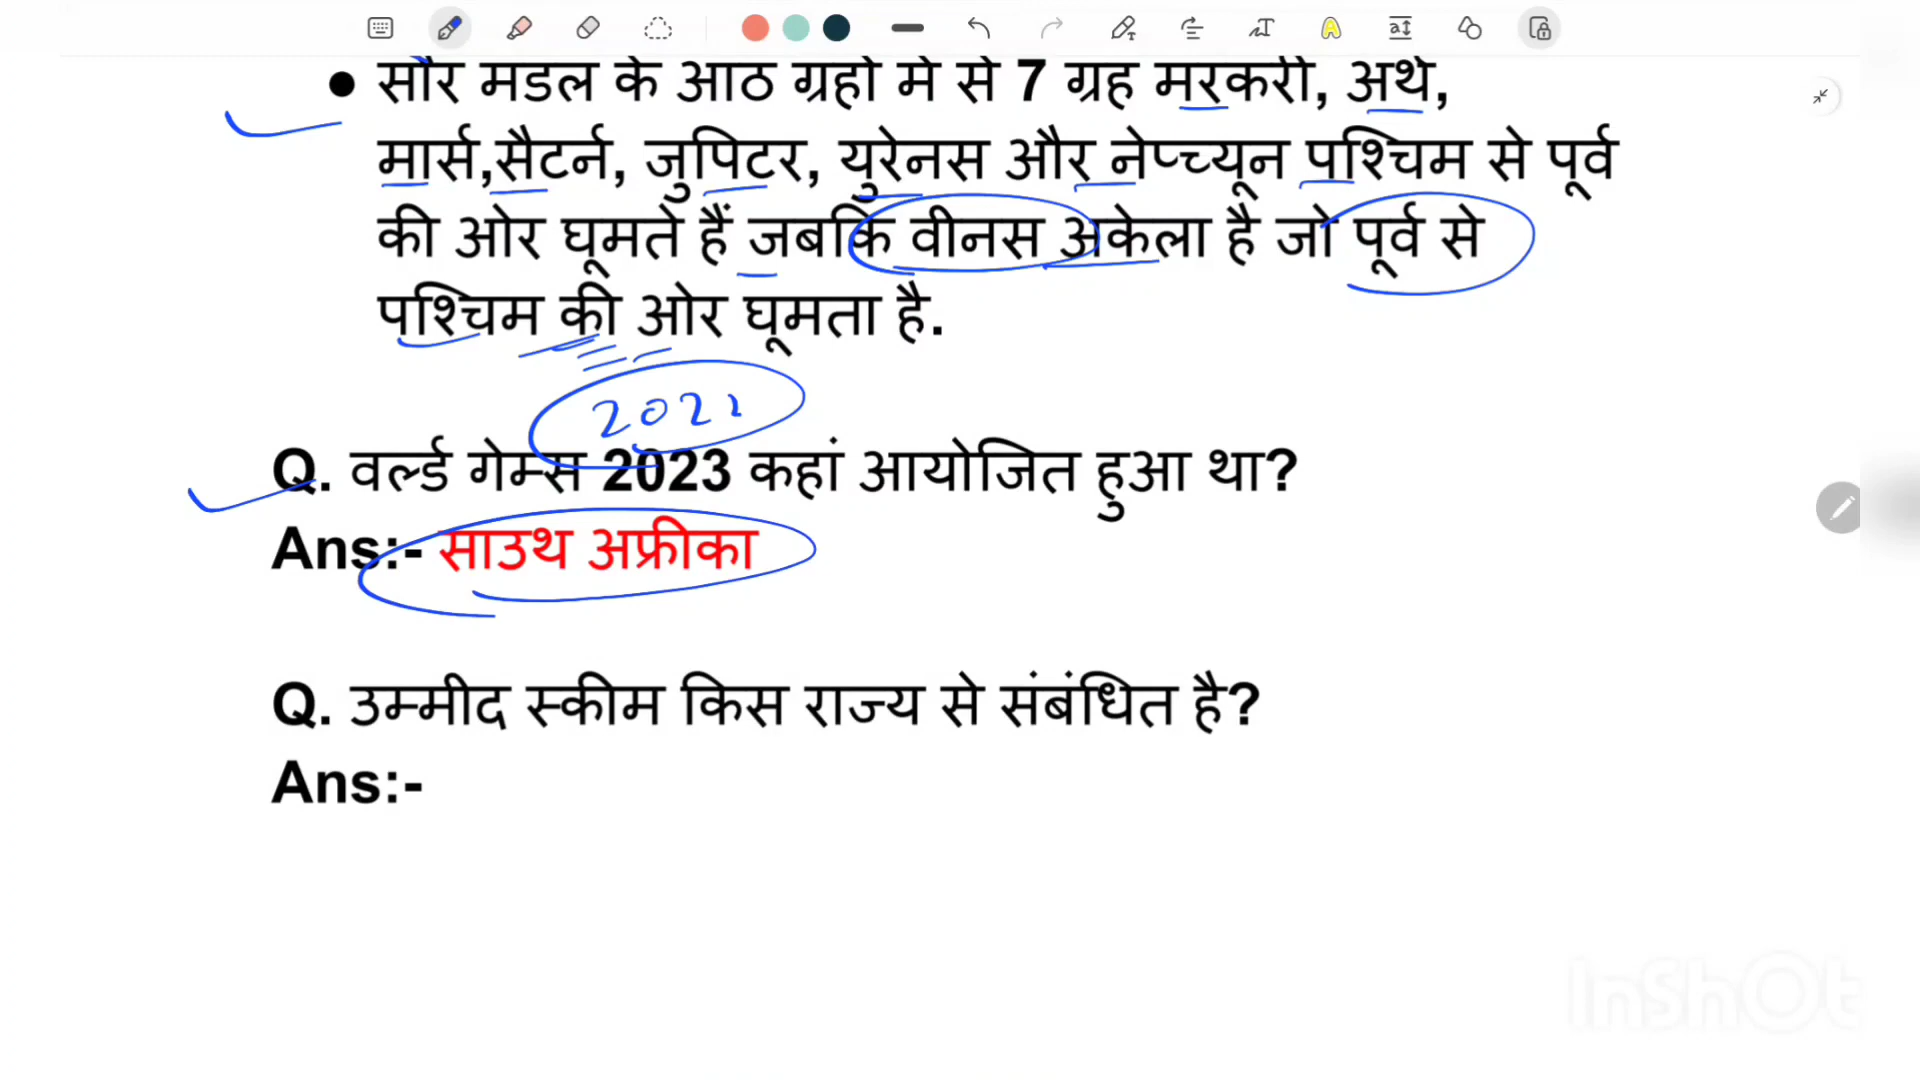 ● सौर मंडल के आठ ग्रहों में से 7 ग्रह मरकरी, अर्थ,
मार्स,सैटर्न, जुपिटर, युरेनस और नेप्च्यून पश्चिम से पूर्व
की ओर घूमते हैं जबकि वीनस अकेला है जो पूर्व से
पश्चिम की ओर घूमता है.
Q. वर्ल्ड गेम्स 2023 कहां आयोजित हुआ था?
Ans:- साउथ अफ्रीका
Q. उम्मीद स्कीम किस राज्य से संबंधित है?
Ans:-
InShOt